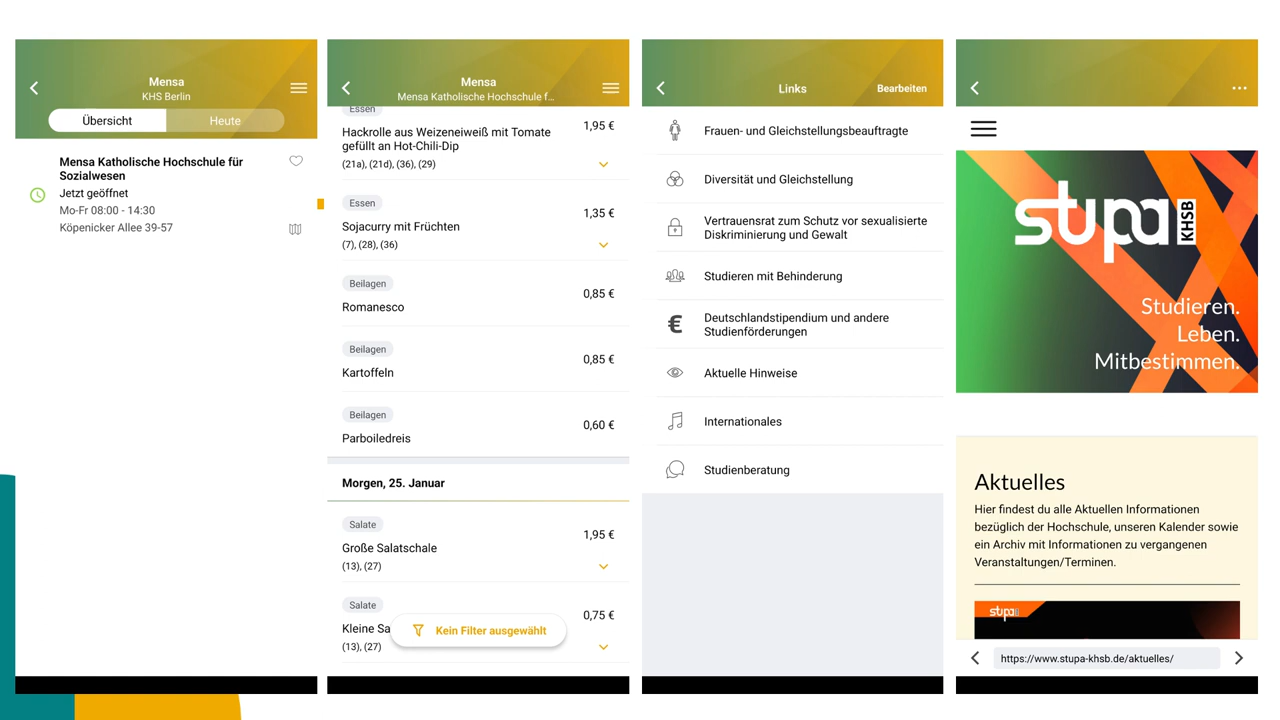 Mensa
KHS Berlin
Übersicht
Heute
Mensa Katholische Hochschule für
Sozialwesen
Jetzt geöffnet
Mo-Fr 08:00 - 14:30
Köpenicker Allee 39-57
Mensa
Mensa Katholische Hochschule f...
Essen
1,95 €
Hackrolle aus Weizeneiweiß mit Tomate
gefüllt an Hot-Chili-Dip
(21a), (21d), (36), (29)
Essen
1,35 €
Sojacurry mit Früchten
(7), (28), (36)
Beilagen
0,85 €
Romanesco
Beilagen
0,85 €
Kartoffeln
Beilagen
0,60 €
Parboiledreis
Morgen, 25. Januar
Salate
1,95 €
Große Salatschale
(13), (27)
Salate
0,75 €
Kleine Sa
Kein Filter ausgewählt
(13), (27)
Links
Bearbeiten
Frauen- und Gleichstellungsbeauftragte
Diversität und Gleichstellung
Vertrauensrat zum Schutz vor sexualisierte
Diskriminierung und Gewalt
Studieren mit Behinderung
€
Deutschlandstipendium und andere
Studienförderungen
Aktuelle Hinweise
Internationales
Studienberatung
stupa KHSB
Studieren.
Leben.
Mitbestimmen.
Aktuelles
Hier findest du alle Aktuellen Informationen
bezüglich der Hochschule, unseren Kalender sowie
ein Archiv mit Informationen zu vergangenen
Veranstaltungen/Terminen.
stupa
https://www.stupa-khsb.de/aktuelles/